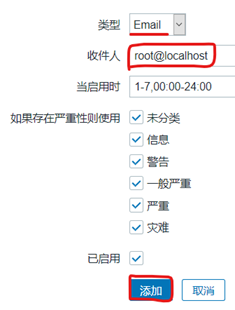 类型 Email
收件人 root@localhost
当启用时 1-7,00:00-24:00
如果存在严重性则使用 未分类
信息
警告
一般严重
严重
灾难
已启用
添加 取消